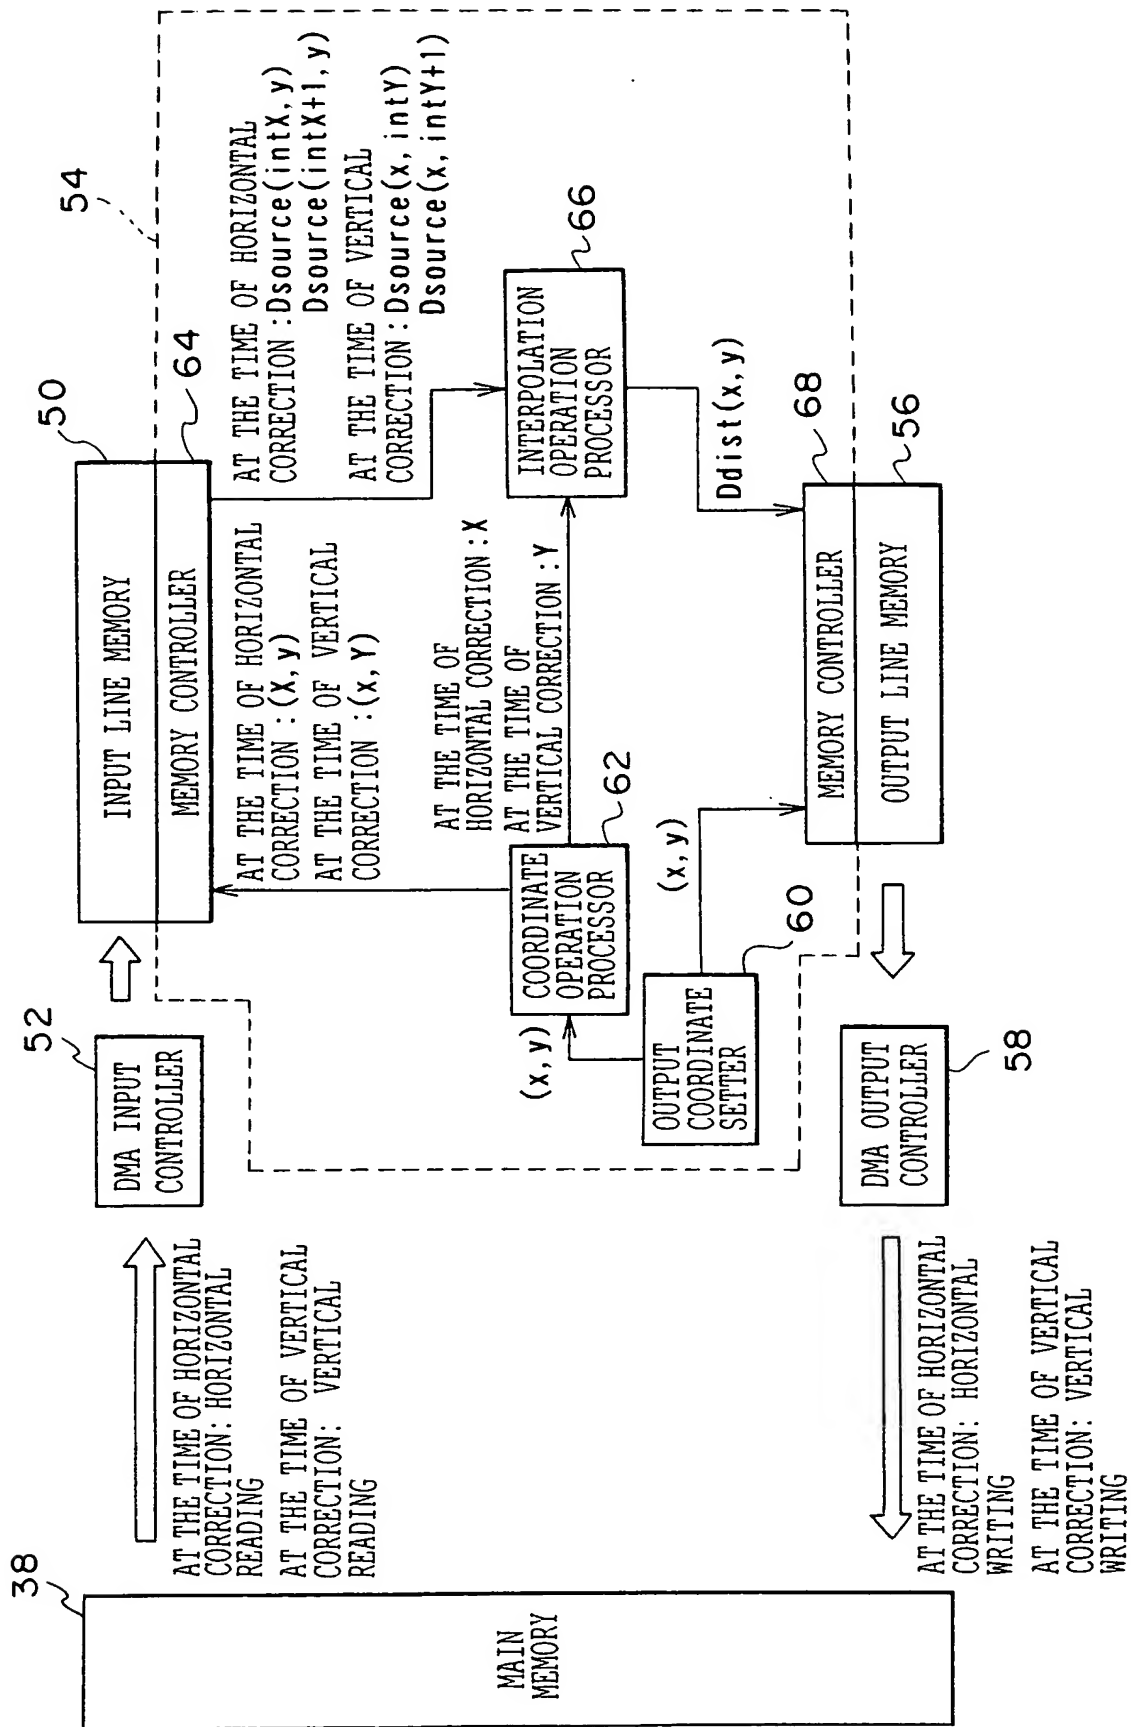 38
MAIN
MEMORY
AT THE TIME OF HORIZONTAL
CORRECTION: HORIZONTAL
READING
AT THE TIME OF VERTICAL
CORRECTION: VERTICAL
READING
52
DMA INPUT
CONTROLLER
50
INPUT LINE MEMORY
MEMORY CONTROLLER
64
54
AT THE TIME OF HORIZONTAL
CORRECTION :(X,y)
AT THE TIME OF VERTICAL
CORRECTION :(x,Y)
AT THE TIME OF HORIZONTAL
CORRECTION :Dsource(intX,y)
Dsource(intX+1,y)
AT THE TIME OF VERTICAL
CORRECTION :Dsource(x,intY)
Dsource(x,intY+1)
AT THE TIME OF
HORIZONTAL CORRECTION :X
AT THE TIME OF
VERTICAL CORRECTION :Y
(x,y)
COORDINATE
OPERATION
PROCESSOR
62
INTERPOLATION
OPERATION
PROCESSOR
66
OUTPUT
COORDINATE
SETTER
60
(x,y)
Ddist(x,y)
MEMORY CONTROLLER
68
OUTPUT LINE MEMORY
56
DMA OUTPUT
CONTROLLER
58
AT THE TIME OF HORIZONTAL
CORRECTION: HORIZONTAL
WRITING
AT THE TIME OF VERTICAL
CORRECTION: VERTICAL
WRITING